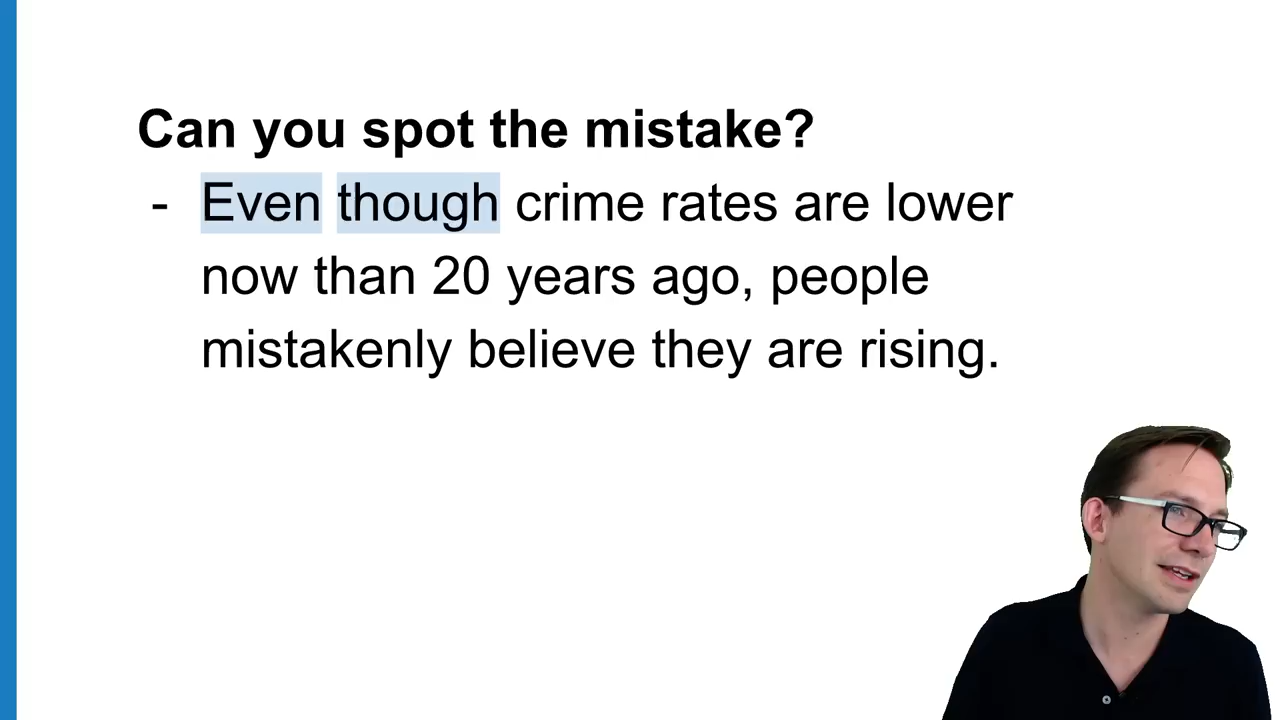 Can you spot the mistake?
- Even though crime rates are lower
now than 20 years ago, people
mistakenly believe they are rising.